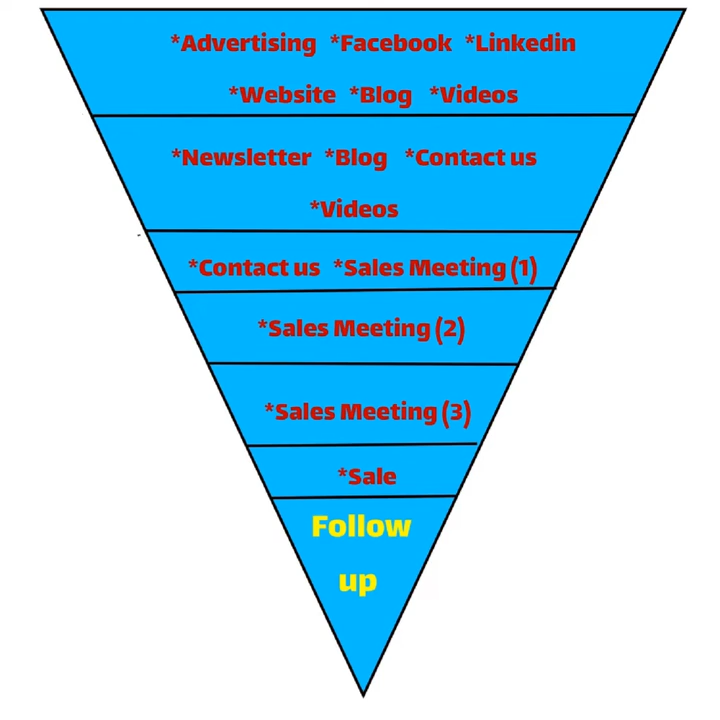 *Advertising *Facebook *Linkedin
*Website *Blog *Videos
*Newsletter *Blog *Contact us
*Videos
*Contact us *Sales Meeting (1)
*Sales Meeting (2)
*Sales Meeting (3)
*Sale
Follow
up